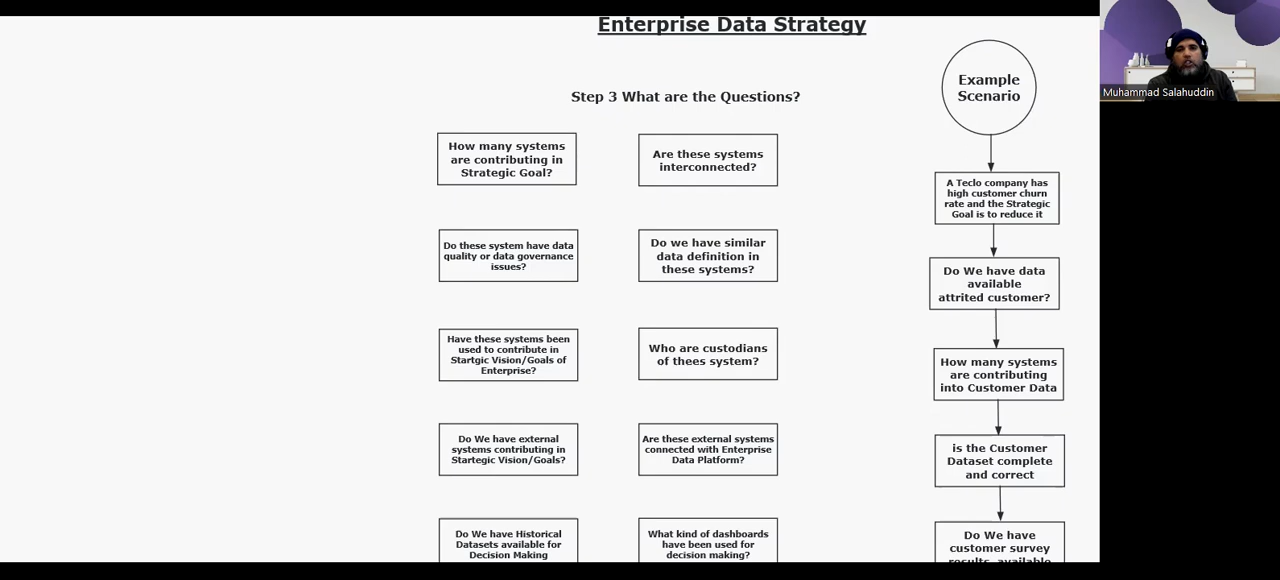 Enterprise Data Strategy
Step 3 What are the Questions?
How many systems
are contributing in
Strategic Goal?
Are these systems
interconnected?
Do these system have data
quality or data governance
issues?
Do we have similar
data definition in
these systems?
Have these systems been
used to contribute in
Startgic Vision/Goals of
Enterprise?
Who are custodians
of thees system?
Do We have external
systems contributing in
Startegic Vision/Goals?
Are these external systems
connected with Enterprise
Data Platform?
Do We have Historical
Datasets available for
Decision Making
What kind of dashboards
have been used for
decision making?
Example
Scenario
A Teclo company has
high customer churn
rate and the Strategic
Goal is to reduce it
Do We have data
available
attrited customer?
How many systems
are contributing
into Customer Data
is the Customer
Dataset complete
and correct
Do We have
customer survey
results available
Muhammad Salahuddin